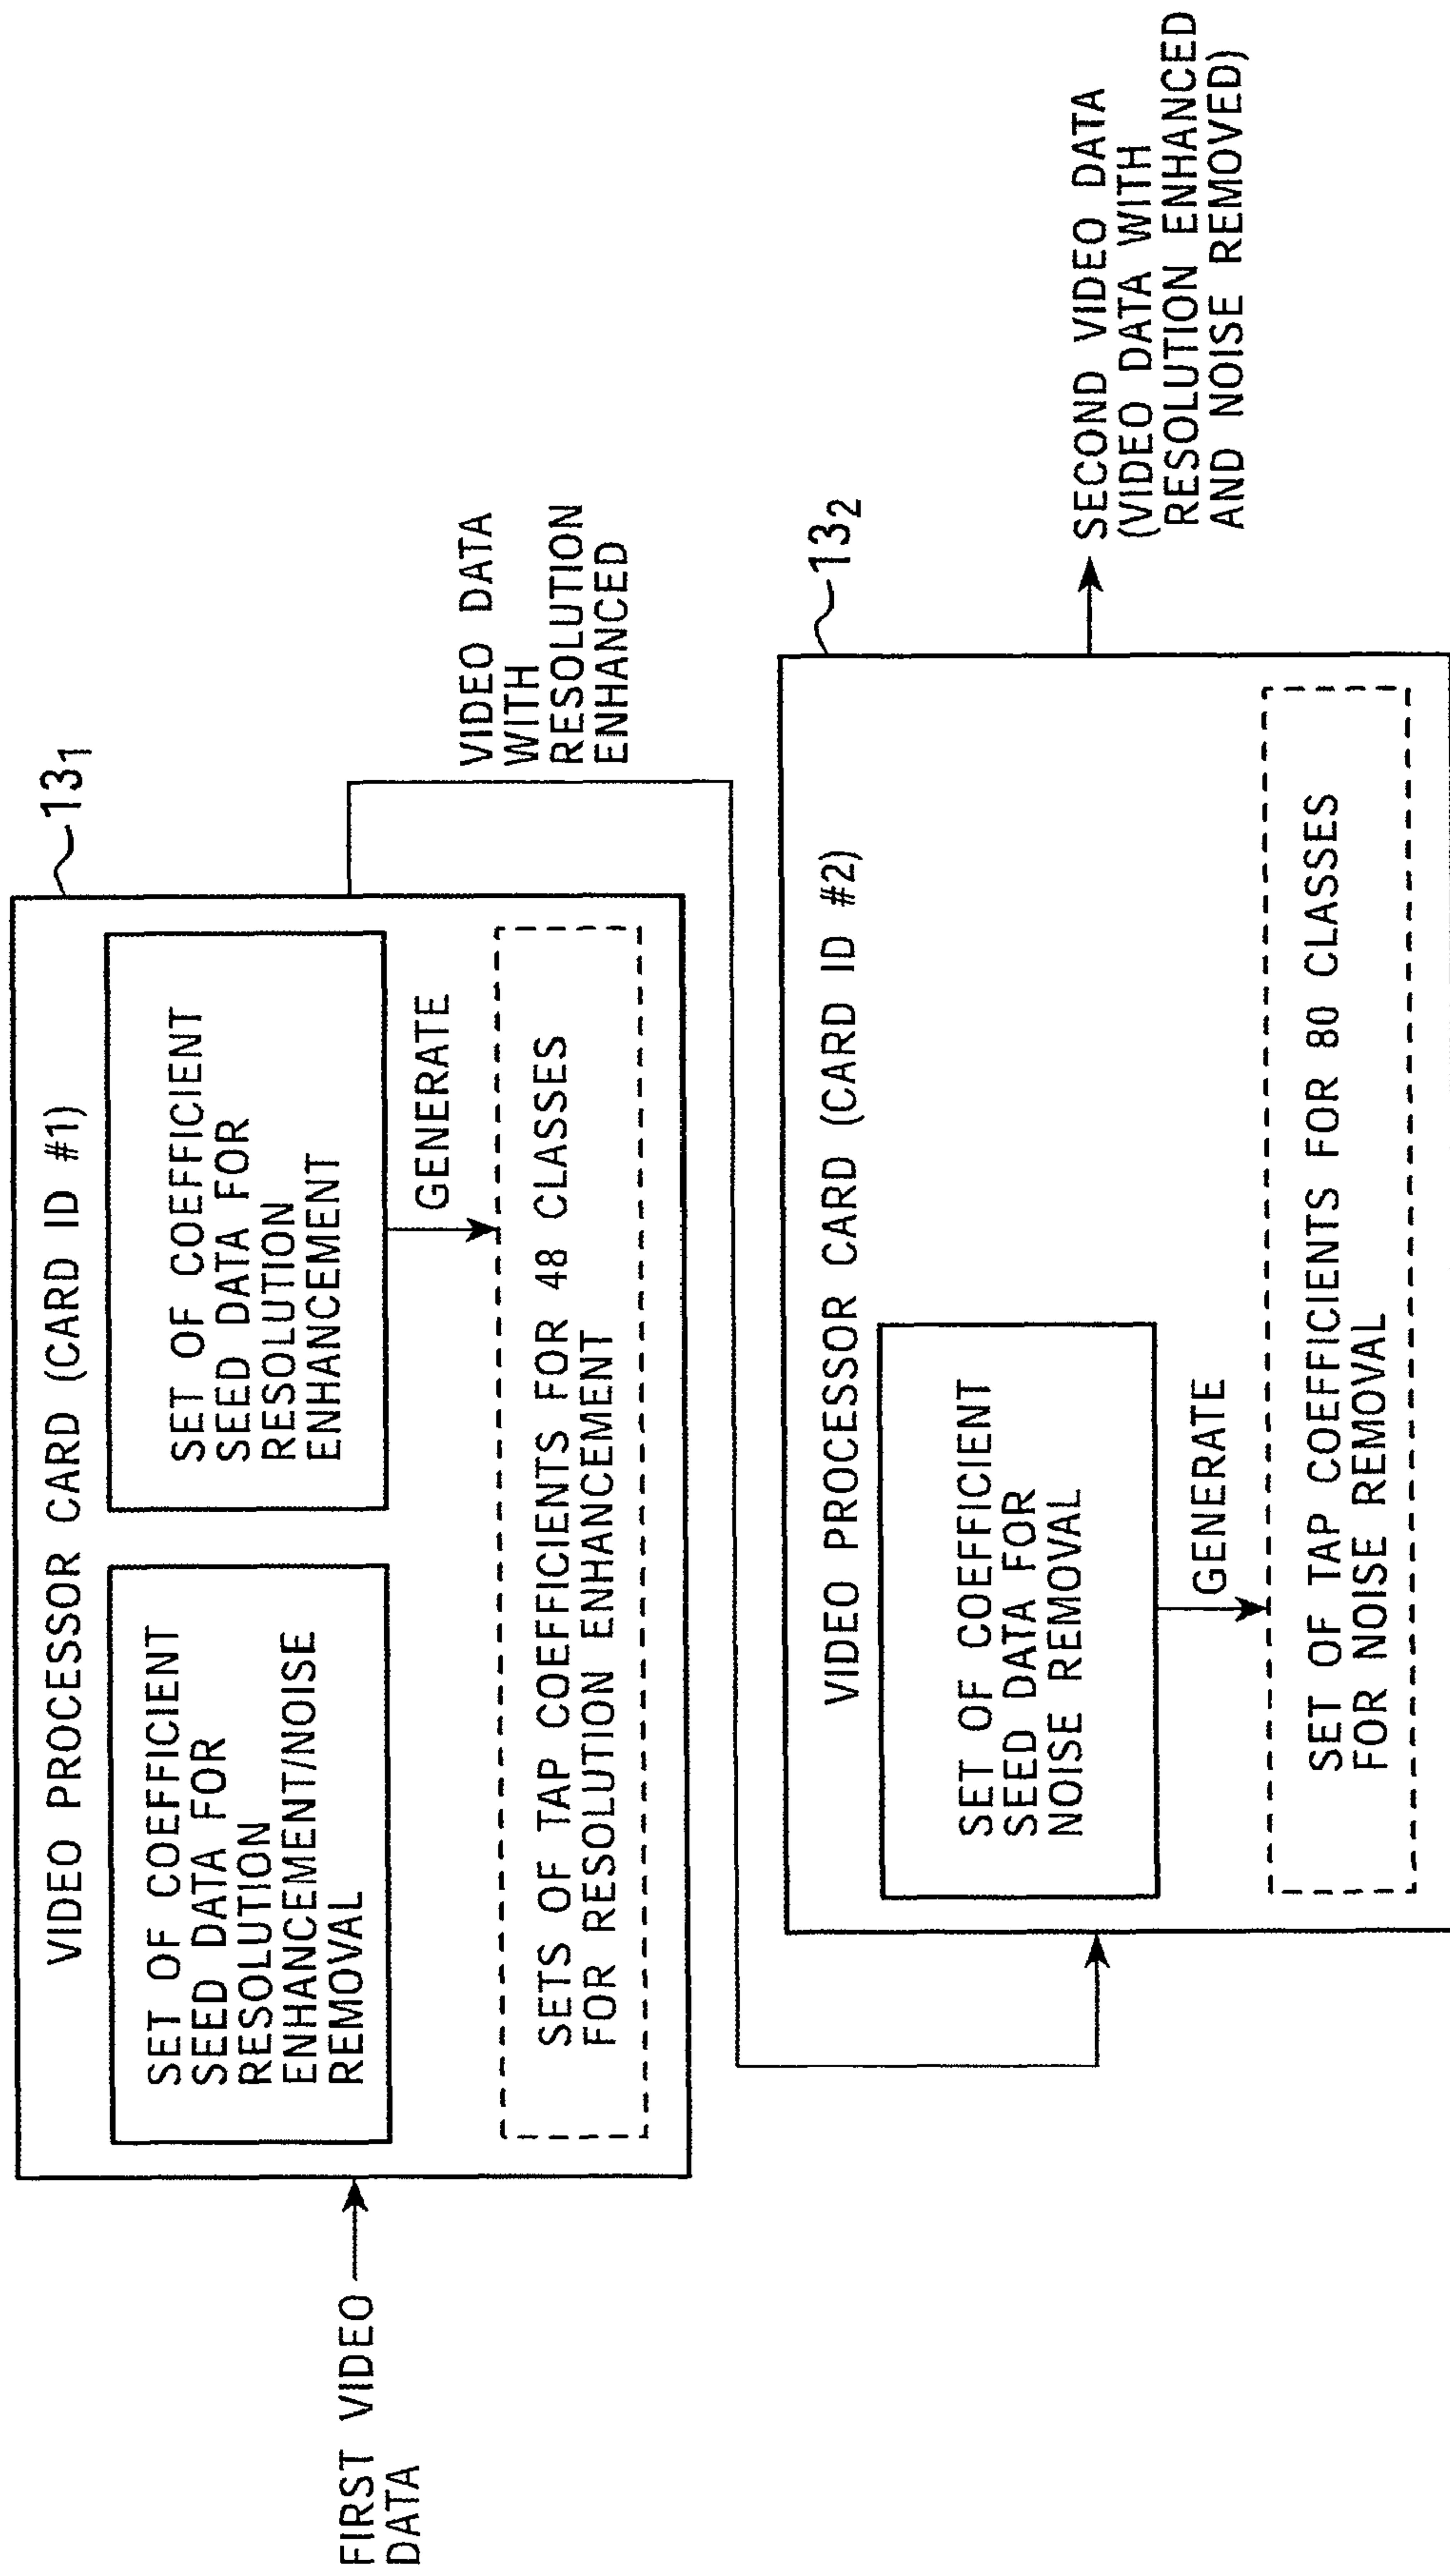 FIRST VIDEO
DATA
13₁
VIDEO PROCESSOR CARD (CARD ID #1)
SET OF COEFFICIENT
SEED DATA FOR
RESOLUTION
ENHANCEMENT/NOISE
REMOVAL
SET OF COEFFICIENT
SEED DATA FOR
RESOLUTION
ENHANCEMENT
GENERATE
SETS OF TAP COEFFICIENTS FOR 48 CLASSES
FOR RESOLUTION ENHANCEMENT
VIDEO DATA
WITH
RESOLUTION
ENHANCED
13₂
VIDEO PROCESSOR CARD (CARD ID #2)
SET OF COEFFICIENT
SEED DATA FOR
NOISE REMOVAL
GENERATE
SET OF TAP COEFFICIENTS FOR 80 CLASSES
FOR NOISE REMOVAL
SECOND VIDEO DATA
(VIDEO DATA WITH
RESOLUTION ENHANCED
AND NOISE REMOVED)